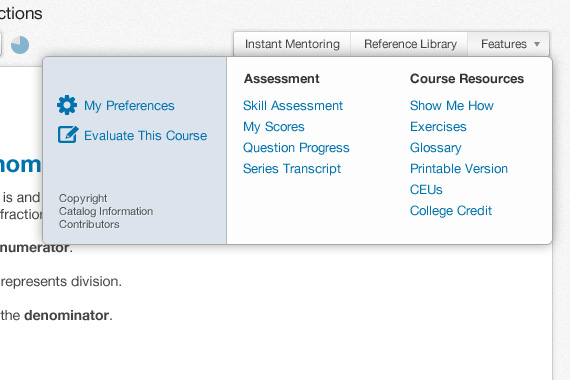 ctions
Instant Mentoring
Reference Library
Features
My Preferences
Evaluate This Course
Copyright
Catalog Information
Contributors
Assessment
Skill Assessment
My Scores
Question Progress
Series Transcript
Course Resources
Show Me How
Exercises
Glossary
Printable Version
CEUs
College Credit
nom
is and
fraction
numerator.
represents division.
the denominator.